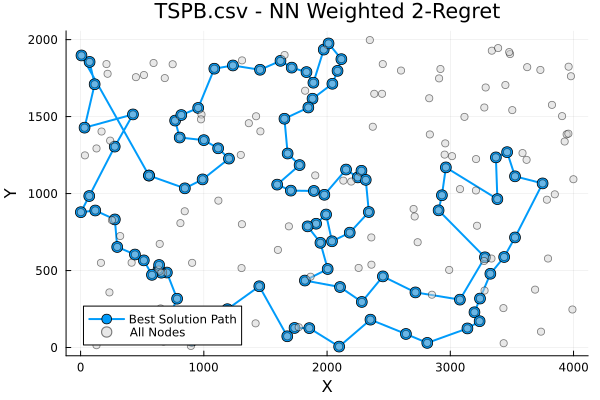 TSPB.csv - NN Weighted 2-Regret
2000
1500
1000
500
0
Y
Best Solution Path
All Nodes
0
1000
2000
3000
4000
X